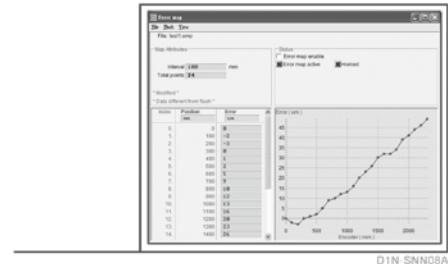 Error map
File Flash View
File: test1.emp
Map Attributes
Interval 100 mm
Total points 24
* Modified *
* Data different from flash *
Status
Error map enable
Error map active Homed
Index Position Error
mm um
0. 0 0
1. 100 -2
2. 200 -3
3. 300 0
4. 400 1
5. 500 2
6. 600 5
7. 700 9
8. 800 10
9. 900 12
10. 1000 13
11. 1100 16
12. 1200 20
13. 1300 23
14. 1400 26
Error ( um )
45
40
35
30
25
20
15
10
5
0
0 500 1000 1500 2000
Encoder ( mm )
D1N-SNN08A